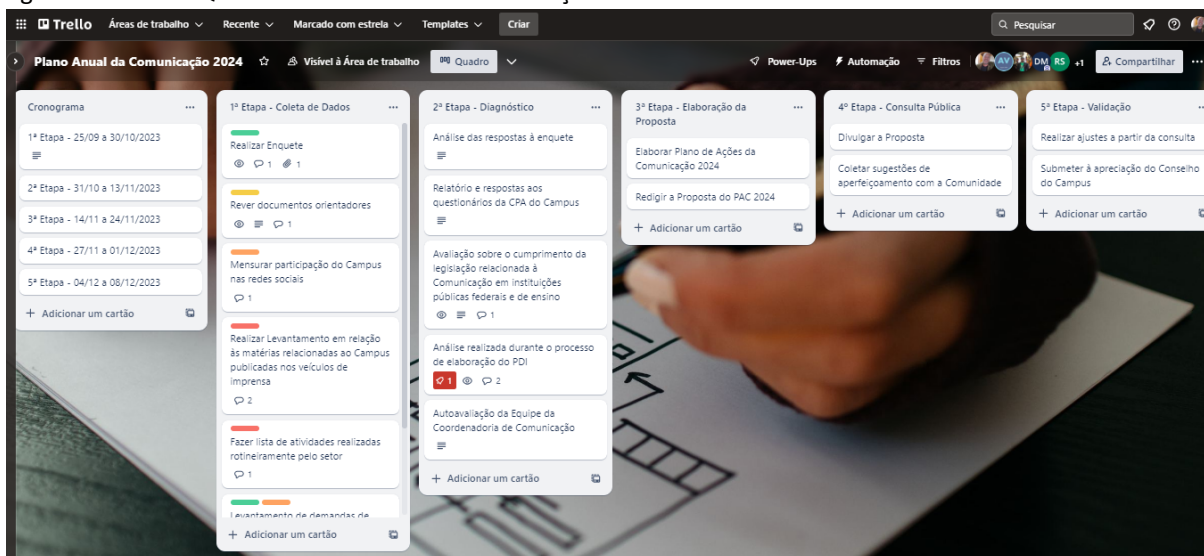 Trello
Áreas de trabalho
Recente
Marcado com estrela
Templates
Criar
Pesquisar
Plano Anual da Comunicação 2024
Visível à Área de trabalho
Quadro
Power-Ups
Automação
Filtros
AV
DM
RS
+1
Compartilhar
Cronograma
1ª Etapa - 25/09 a 30/10/2023
2ª Etapa - 31/10 a 13/11/2023
3ª Etapa - 14/11 a 24/11/2023
4ª Etapa - 27/11 a 01/12/2023
5ª Etapa - 04/12 a 08/12/2023
+ Adicionar um cartão
1ª Etapa - Coleta de Dados
Realizar Enquete
1
1
Rever documentos orientadores
1
Mensurar participação do Campus
nas redes sociais
1
Realizar Levantamento em relação
às matérias relacionadas ao Campus
publicadas nos veículos de
imprensa
2
Fazer lista de atividades realizadas
rotineiramente pelo setor
1
Levantamento de demandas de
+ Adicionar um cartão
2ª Etapa - Diagnóstico
Análise das respostas à enquete
Relatório e respostas aos
questionários da CPA do Campus
Avaliação sobre o cumprimento da
legislação relacionada à
Comunicação em instituições
públicas federais e de ensino
1
Análise realizada durante o processo
de elaboração do PDI
1
2
Autoavaliação da Equipe da
Coordenadoria de Comunicação
+ Adicionar um cartão
3ª Etapa - Elaboração da
Proposta
Elaborar Plano de Ações da
Comunicação 2024
Redigir a Proposta do PAC 2024
+ Adicionar um cartão
4º Etapa - Consulta Pública
Divulgar a Proposta
Coletar sugestões de
aperfeiçoamento com a Comunidade
+ Adicionar um cartão
5ª Etapa - Validação
Realizar ajustes a partir da consulta
Submeter à apreciação do Conselho
do Campus
+ Adicionar um cartão